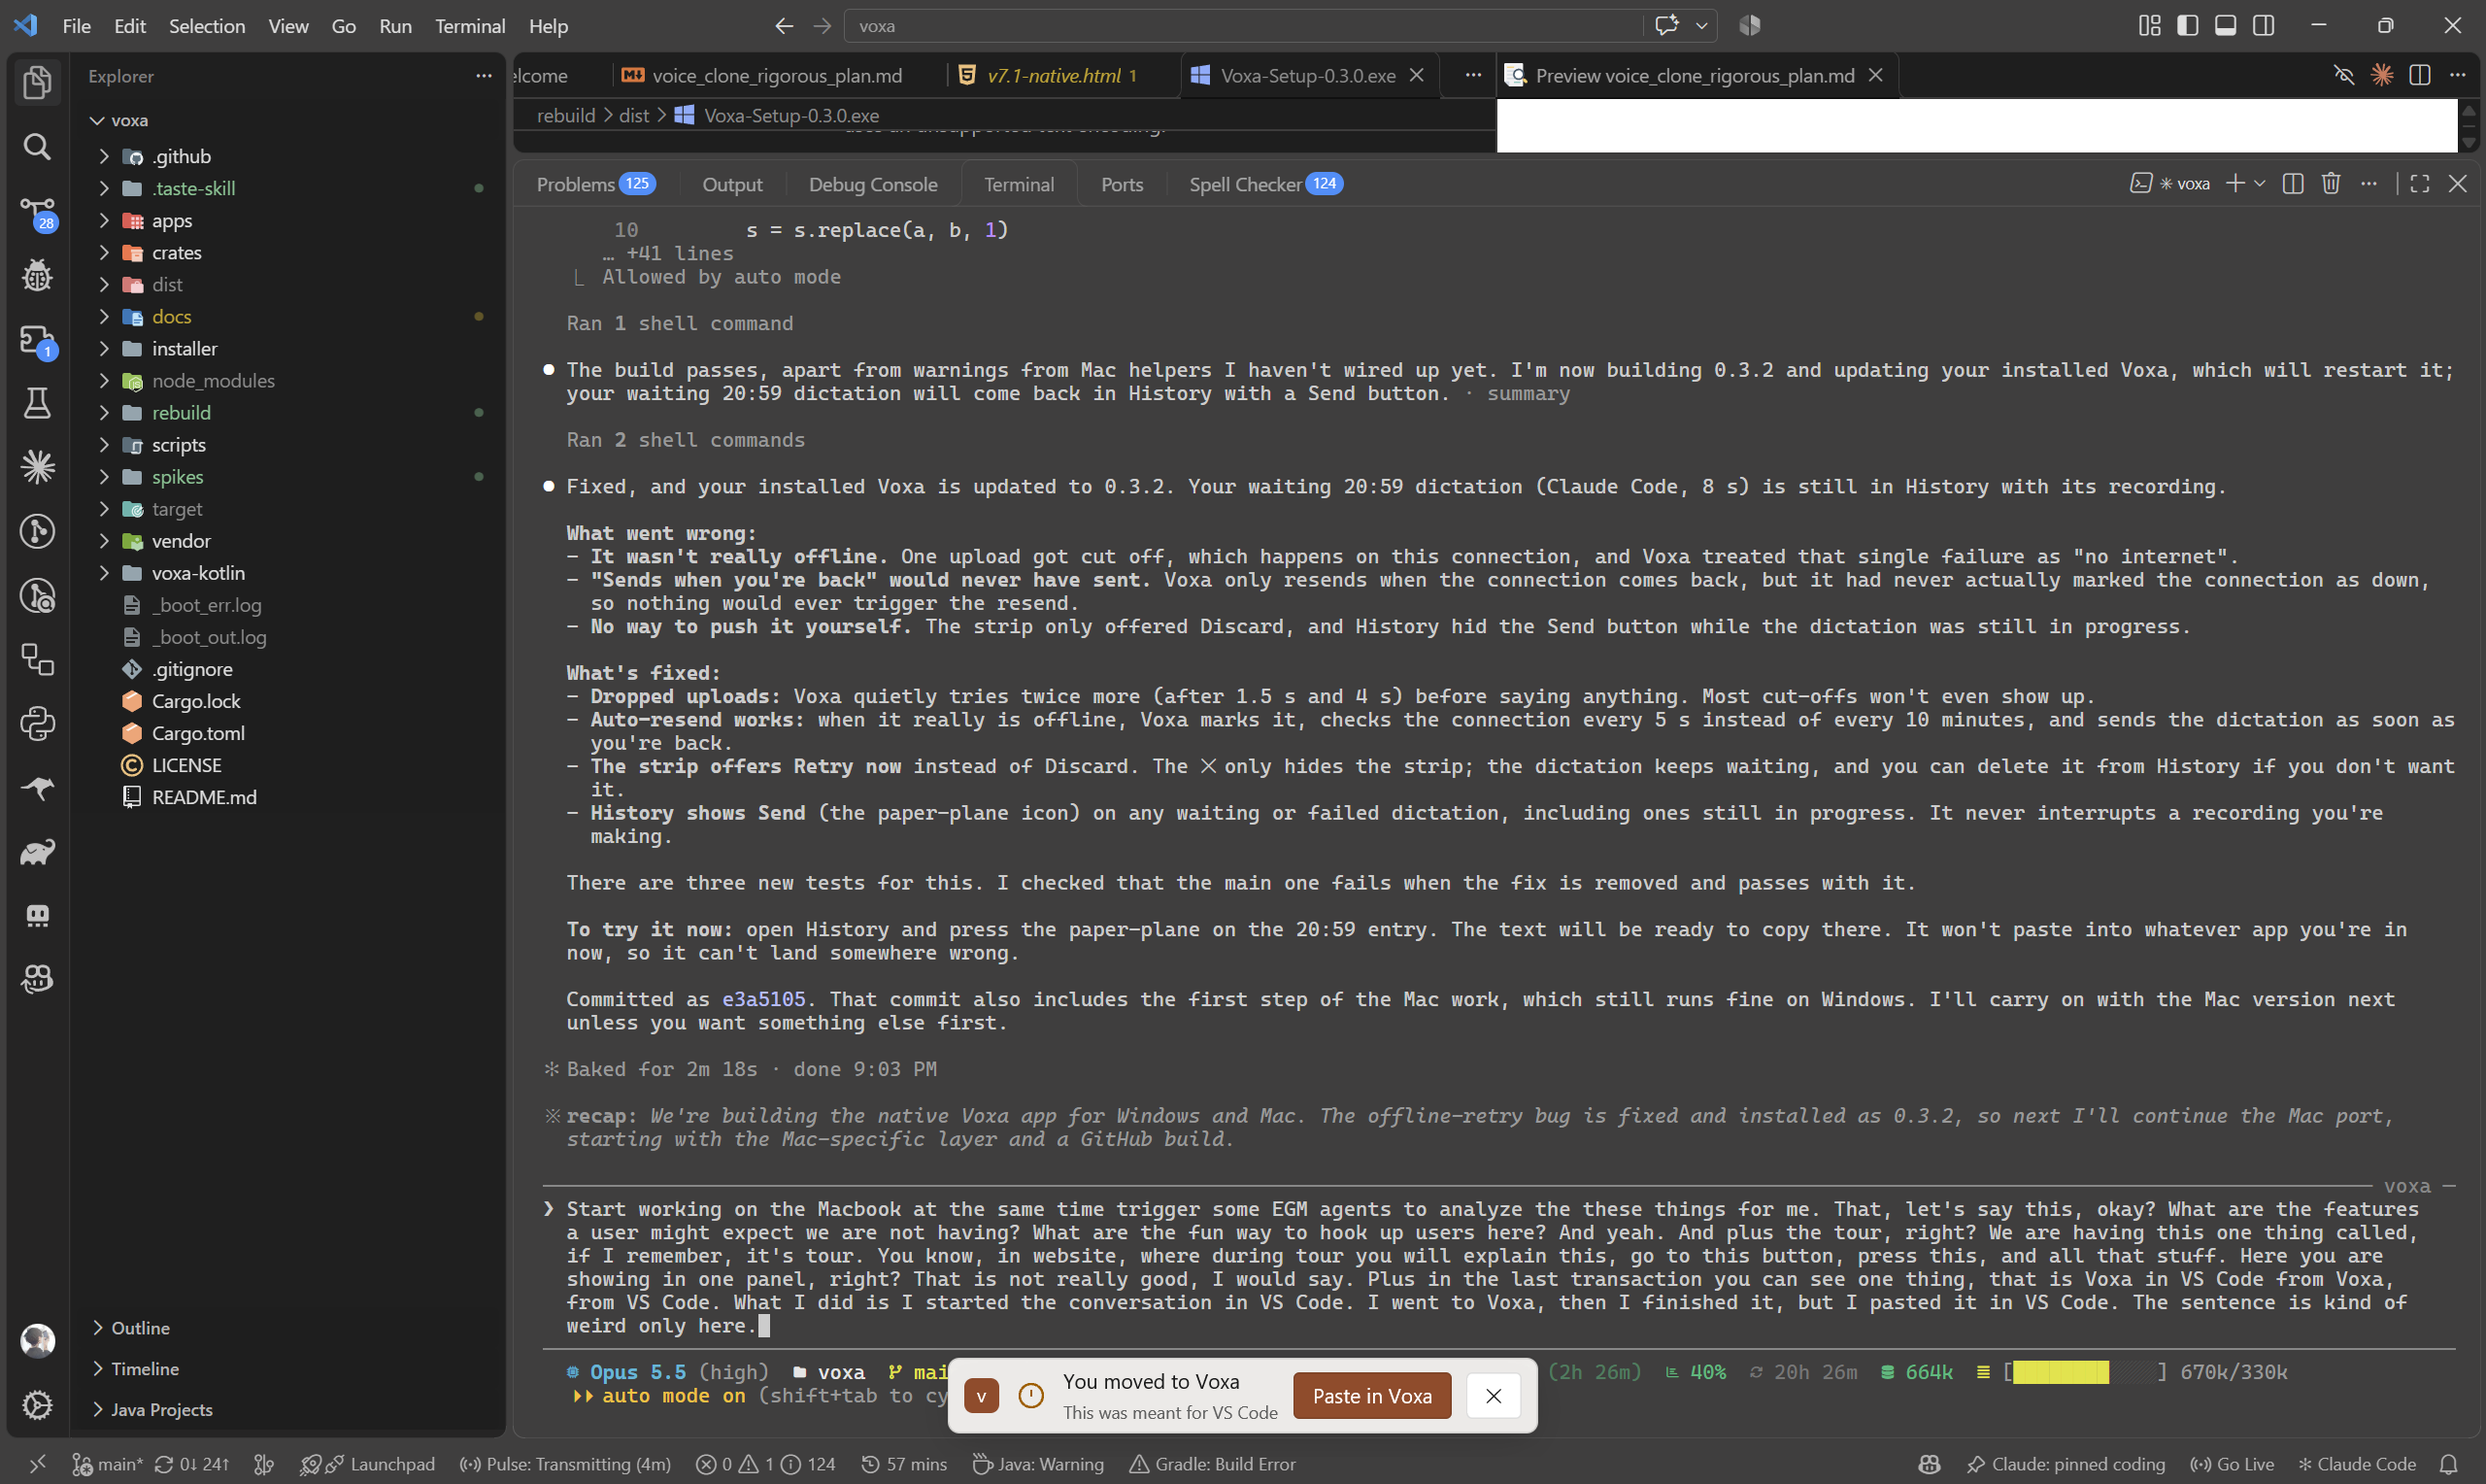 File Edit Selection View Go Run Terminal Help
voxa
Explorer
voxa
.github
.taste-skill
apps
crates
dist
docs
installer
node_modules
rebuild
scripts
spikes
target
vendor
voxa-kotlin
_boot_err.log
_boot_out.log
.gitignore
Cargo.lock
Cargo.toml
LICENSE
README.md
Outline
Timeline
Java Projects
28
1
elcome
voice_clone_rigorous_plan.md
v7.1-native.html 1
Voxa-Setup-0.3.0.exe
Preview voice_clone_rigorous_plan.md
rebuild > dist > Voxa-Setup-0.3.0.exe
Problems 125 Output Debug Console Terminal Ports Spell Checker 124
voxa
10 s = s.replace(a, b, 1)
… +41 lines
Allowed by auto mode
Ran 1 shell command
The build passes, apart from warnings from Mac helpers I haven't wired up yet. I'm now building 0.3.2 and updating your installed Voxa, which will restart it;
your waiting 20:59 dictation will come back in History with a Send button. · summary
Ran 2 shell commands
Fixed, and your installed Voxa is updated to 0.3.2. Your waiting 20:59 dictation (Claude Code, 8 s) is still in History with its recording.
What went wrong:
- It wasn't really offline. One upload got cut off, which happens on this connection, and Voxa treated that single failure as "no internet".
- "Sends when you're back" would never have sent. Voxa only resends when the connection comes back, but it had never actually marked the connection as down,
so nothing would ever trigger the resend.
- No way to push it yourself. The strip only offered Discard, and History hid the Send button while the dictation was still in progress.
What's fixed:
- Dropped uploads: Voxa quietly tries twice more (after 1.5 s and 4 s) before saying anything. Most cut-offs won't even show up.
- Auto-resend works: when it really is offline, Voxa marks it, checks the connection every 5 s instead of every 10 minutes, and sends the dictation as soon as
you're back.
- The strip offers Retry now instead of Discard. The ✕ only hides the strip; the dictation keeps waiting, and you can delete it from History if you don't want
it.
- History shows Send (the paper-plane icon) on any waiting or failed dictation, including ones still in progress. It never interrupts a recording you're
making.
There are three new tests for this. I checked that the main one fails when the fix is removed and passes with it.
To try it now: open History and press the paper-plane on the 20:59 entry. The text will be ready to copy there. It won't paste into whatever app you're in
now, so it can't land somewhere wrong.
Committed as e3a5105. That commit also includes the first step of the Mac work, which still runs fine on Windows. I'll carry on with the Mac version next
unless you want something else first.
✻ Baked for 2m 18s · done 9:03 PM
※ recap: We're building the native Voxa app for Windows and Mac. The offline-retry bug is fixed and installed as 0.3.2, so next I'll continue the Mac port,
starting with the Mac-specific layer and a GitHub build.
voxa
❯ Start working on the Macbook at the same time trigger some EGM agents to analyze the these things for me. That, let's say this, okay? What are the features
a user might expect we are not having? What are the fun way to hook up users here? And yeah. And plus the tour, right? We are having this one thing called,
if I remember, it's tour. You know, in website, where during tour you will explain this, go to this button, press this, and all that stuff. Here you are
showing in one panel, right? That is not really good, I would say. Plus in the last transaction you can see one thing, that is Voxa in VS Code from Voxa,
from VS Code. What I did is I started the conversation in VS Code. I went to Voxa, then I finished it, but I pasted it in VS Code. The sentence is kind of
weird only here.
Opus 5.5 (high) voxa mai (2h 26m) 40% 20h 26m 664k [ ] 670k/330k
auto mode on (shift+tab to cy
v
You moved to Voxa
This was meant for VS Code
Paste in Voxa
main* 0↓ 24↑ Launchpad Pulse: Transmitting (4m) 0 1 124 57 mins Java: Warning Gradle: Build Error Claude: pinned coding Go Live Claude Code